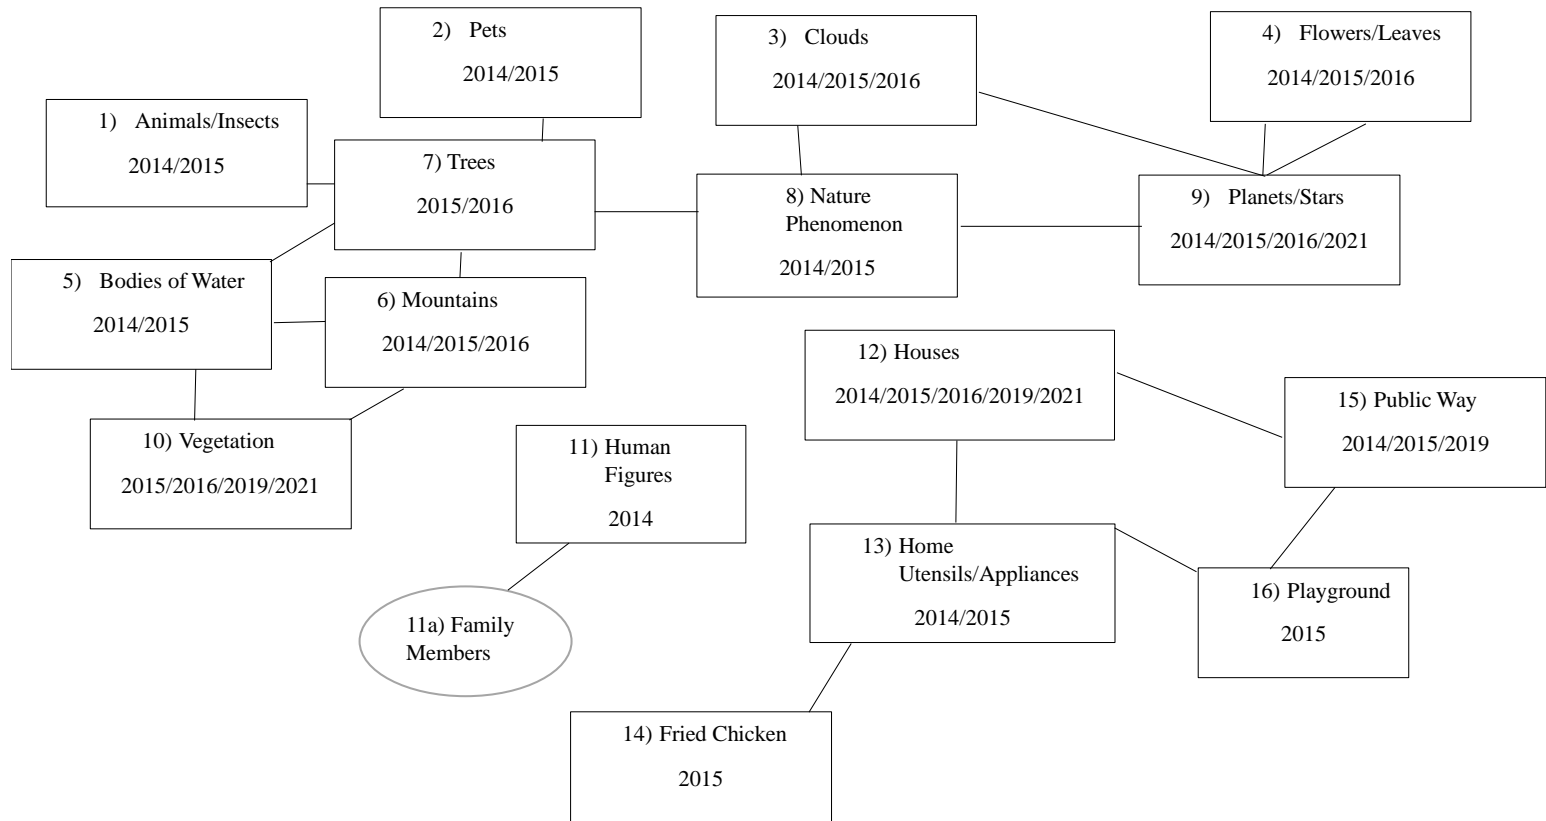 1) Animals/Insects
2014/2015
2) Pets
2014/2015
3) Clouds
2014/2015/2016
4) Flowers/Leaves
2014/2015/2016
5) Bodies of Water
2014/2015
6) Mountains
2014/2015/2016
7) Trees
2015/2016
8) Nature
Phenomenon
2014/2015
9) Planets/Stars
2014/2015/2016/2021
10) Vegetation
2015/2016/2019/2021
11) Human
Figures
2014
11a) Family
Members
12) Houses
2014/2015/2016/2019/2021
13) Home
Utensils/Appliances
2014/2015
14) Fried Chicken
2015
15) Public Way
2014/2015/2019
16) Playground
2015